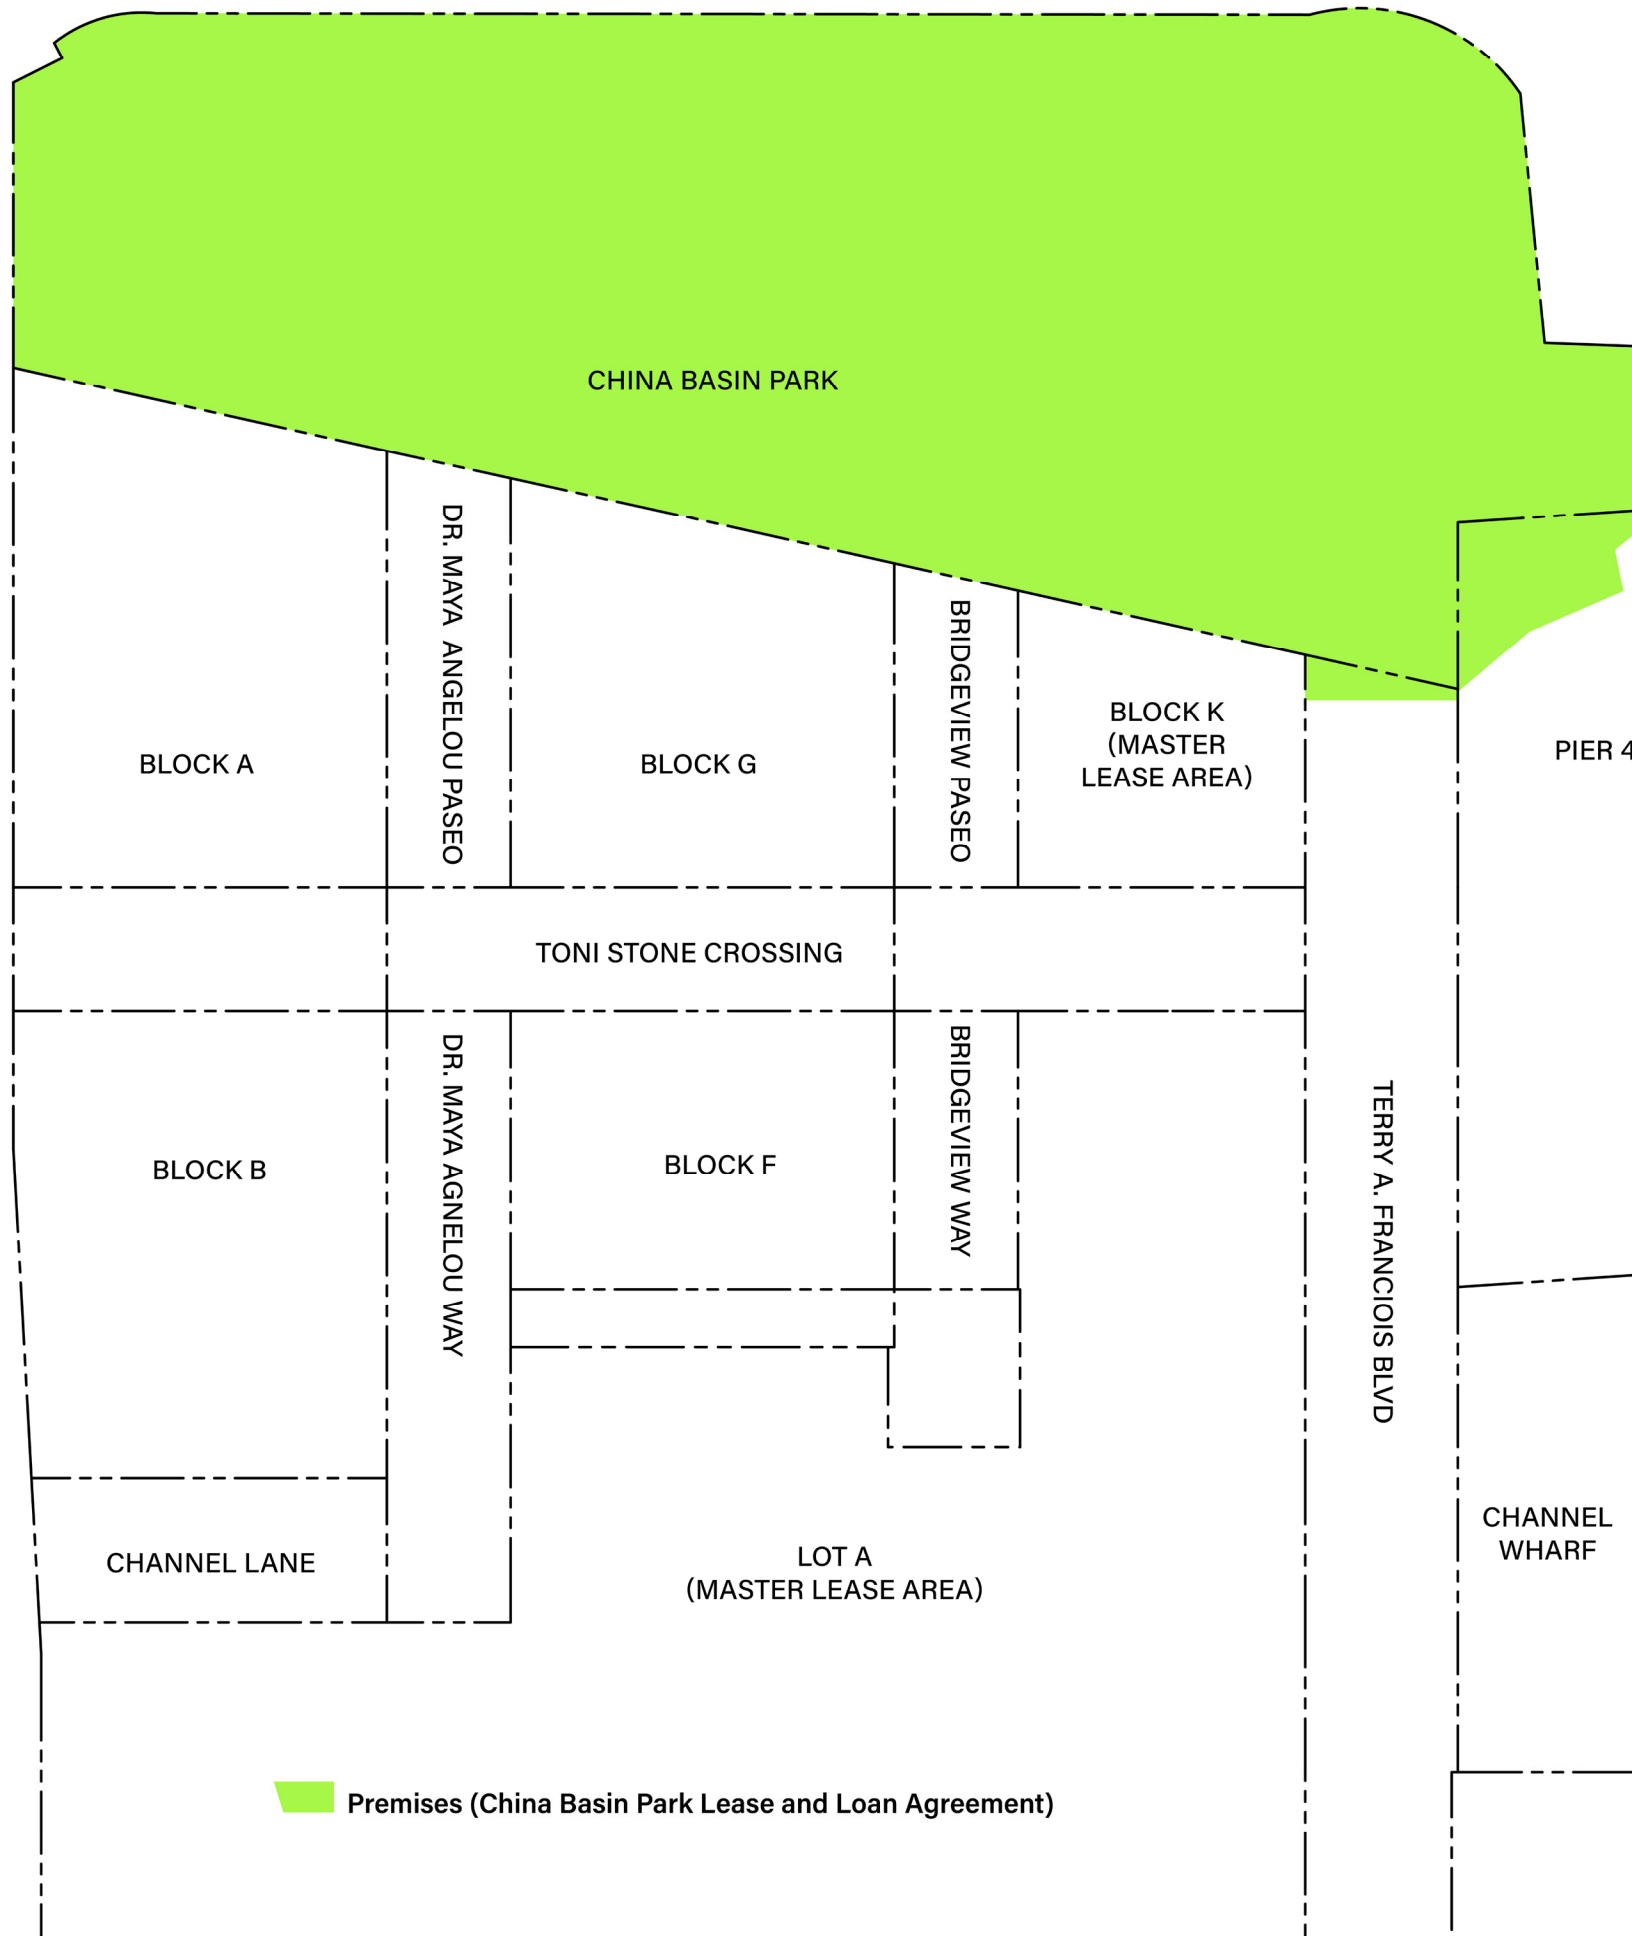 CHINA BASIN PARK
DR. MAYA ANGELOU PASEO
BRIDGEVIEW PASEO
BLOCK K
(MASTER
LEASE AREA)
BLOCK A
BLOCK G
PIER 4
TONI STONE CROSSING
DR. MAYA AGNELOU WAY
BRIDGEVIEW WAY
TERRY A. FRANCIOIS BLVD
BLOCK B
BLOCK F
CHANNEL
WHARF
CHANNEL LANE
LOT A
(MASTER LEASE AREA)
Premises (China Basin Park Lease and Loan Agreement)